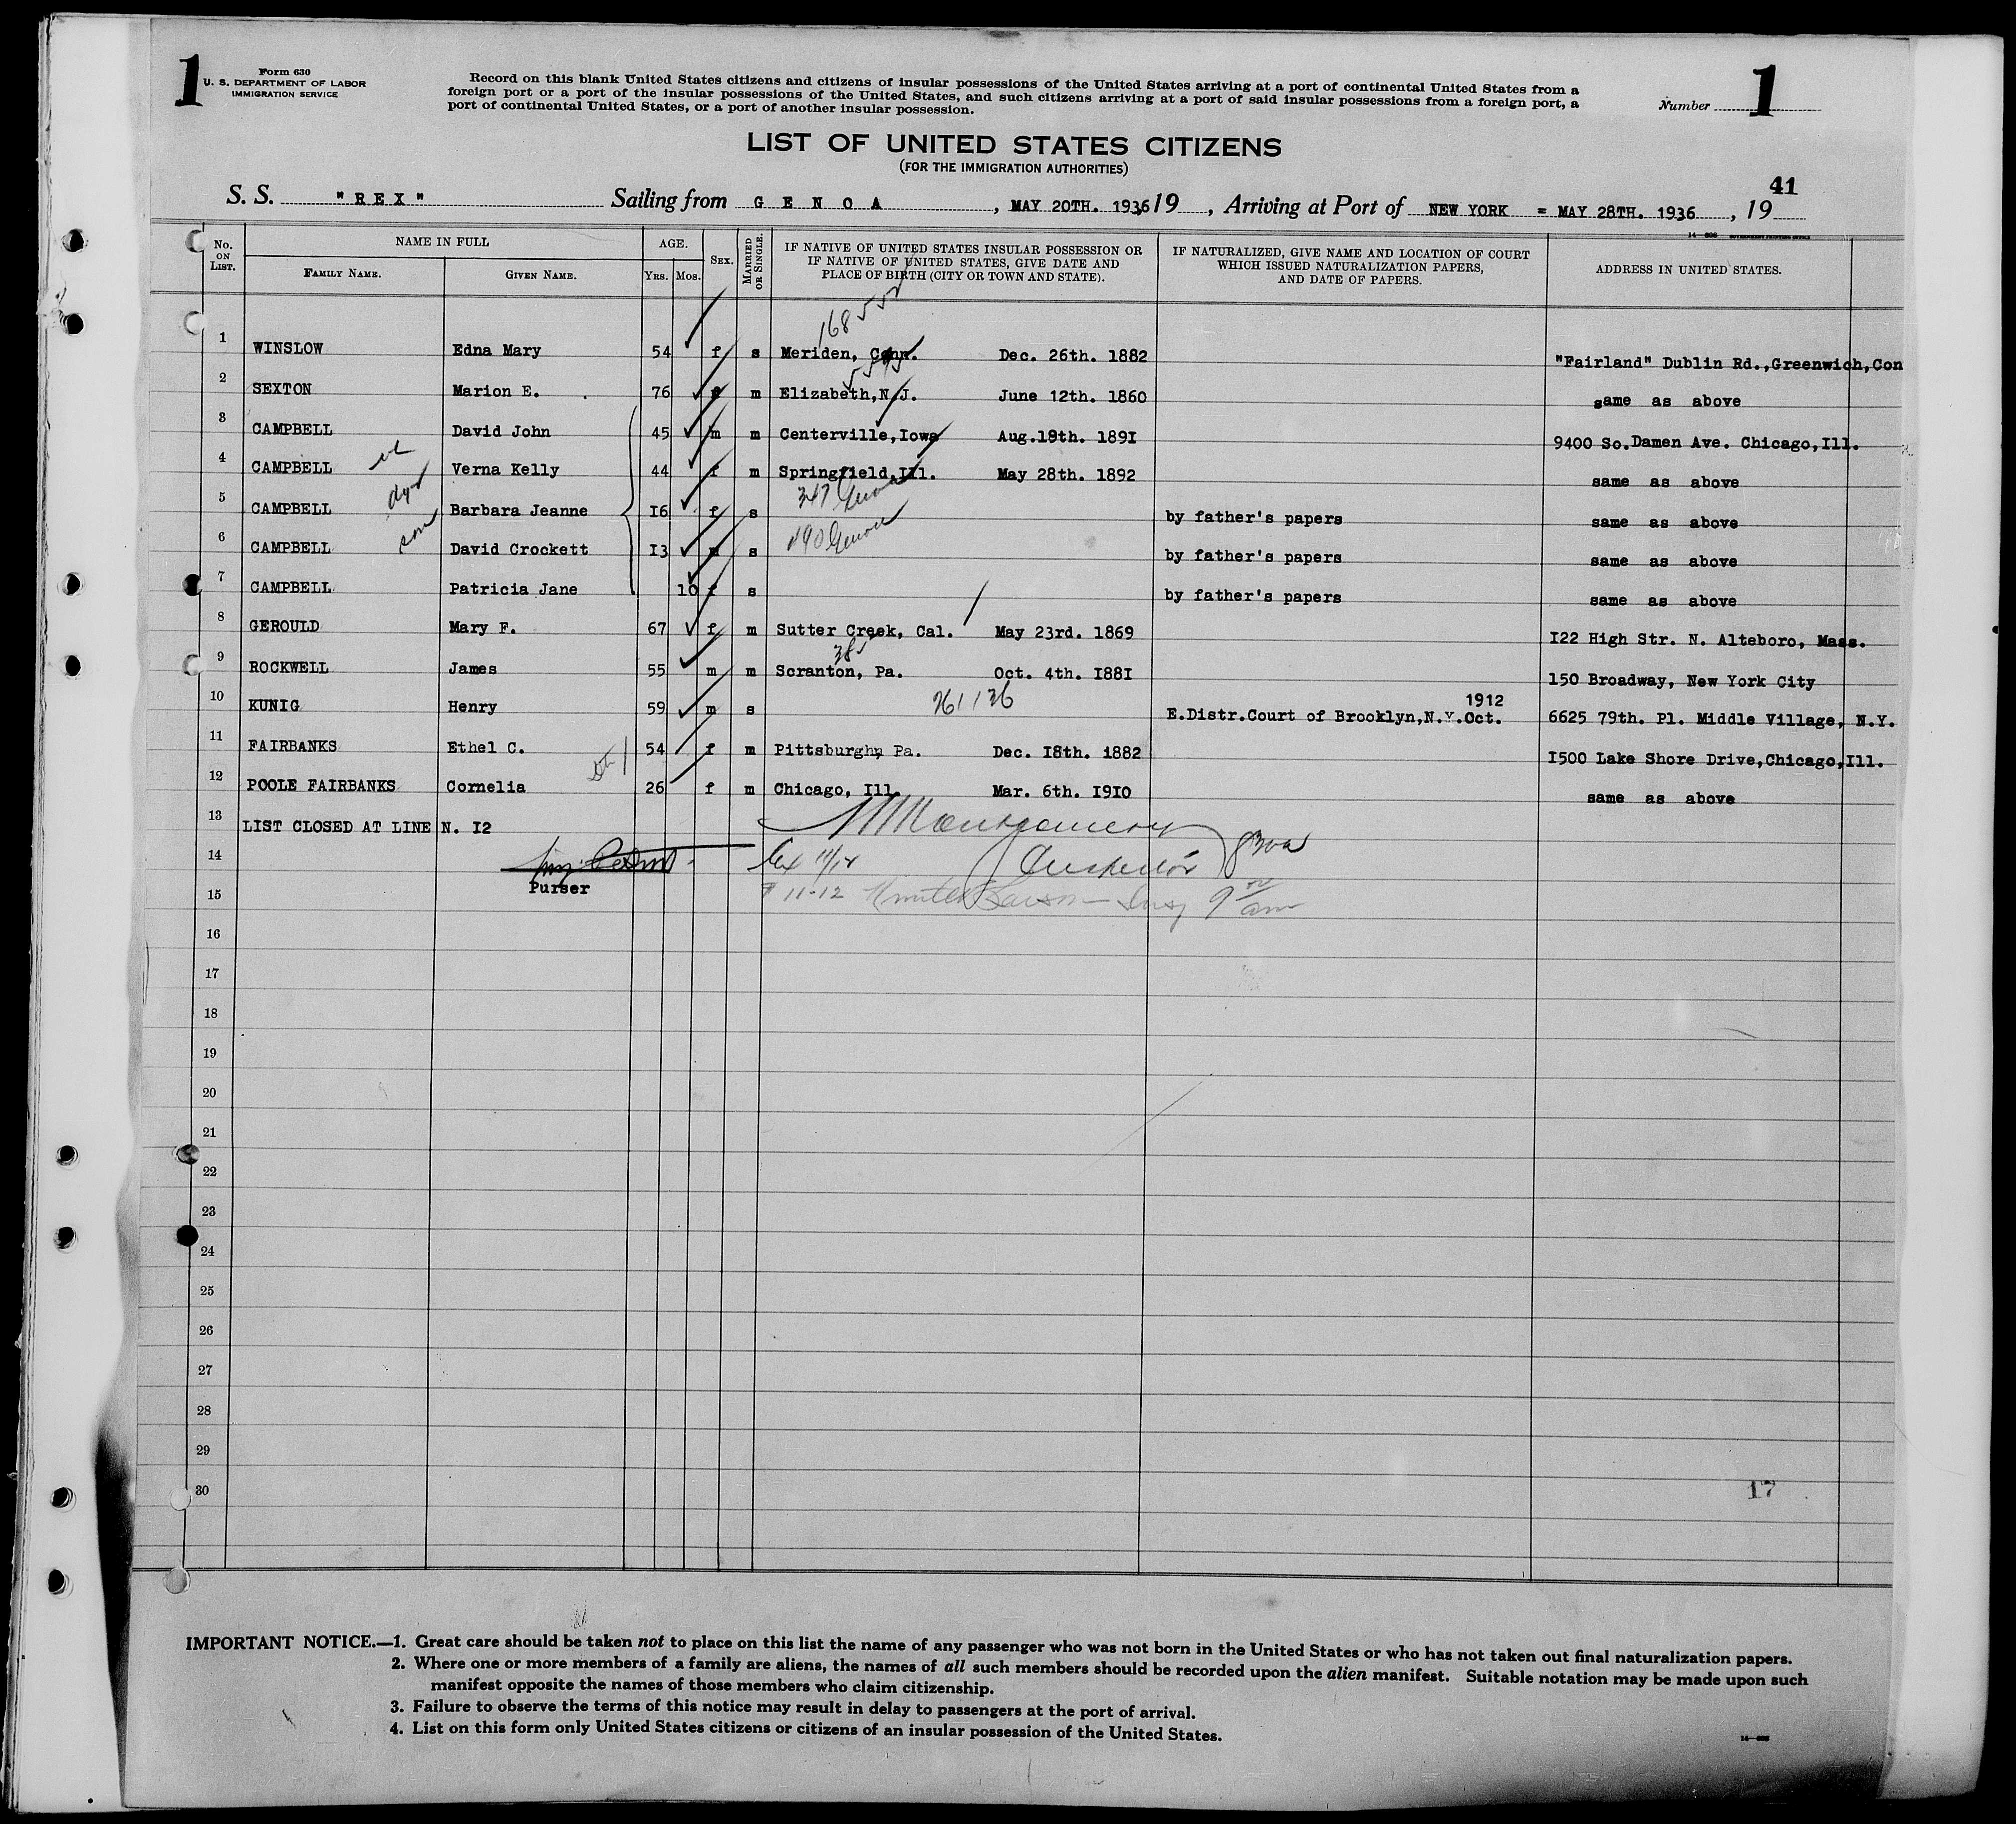 1
Form 630
U. S. DEPARTMENT OF LABOR
IMMIGRATION SERVICE
Record on this blank United States citizens and citizens of insular possessions of the United States arriving at a port of continental United States from a
foreign port or a port of the insular possessions of the United States, and such citizens arriving at a port of said insular possessions from a foreign port, a
port of continental United States, or a port of another insular possession.
Number 1
LIST OF UNITED STATES CITIZENS
(FOR THE IMMIGRATION AUTHORITIES)
41
S. S. "REX" Sailing from G E N O A , MAY 20TH. 1936 19 , Arriving at Port of NEW YORK = MAY 28TH. 1936 , 19
No. ON LIST. NAME IN FULL FAMILY NAME. GIVEN NAME. AGE. YRS. MOS. SEX. MARRIED OR SINGLE. IF NATIVE OF UNITED STATES INSULAR POSSESSION OR IF NATIVE OF UNITED STATES, GIVE DATE AND PLACE OF BIRTH (CITY OR TOWN AND STATE). IF NATURALIZED, GIVE NAME AND LOCATION OF COURT WHICH ISSUED NATURALIZATION PAPERS, AND DATE OF PAPERS. ADDRESS IN UNITED STATES.
168552
1 WINSLOW Edna Mary 54 f s Meriden, Conn. Dec. 26th. 1882 "Fairland" Dublin Rd.,Greenwich,Con
2 SEXTON Marion E. 76 m Elizabeth,N.J. June 12th. 1860 same as above
3 CAMPBELL David John 45 m m Centerville,Iowa Aug.19th. 1891 9400 So.Damen Ave. Chicago,Ill.
4 CAMPBELL Verna Kelly 44 f m Springfield,Ill. May 28th. 1892 same as above
347 Genoa
5 CAMPBELL Barbara Jeanne 16 f s by father's papers same as above
490 Genoa
6 CAMPBELL son David Crockett 13 m s by father's papers same as above
7 CAMPBELL Patricia Jane 10 f s by father's papers same as above
8 GEROULD Mary F. 67 f m Sutter Creek, Cal. May 23rd. 1869 122 High Str. N. Alteboro, Mass.
385
9 ROCKWELL James 55 m m Scranton, Pa. Oct. 4th. 1881 150 Broadway, New York City
10 KUNIG Henry 59 m s 261136 E.Distr.Court of Brooklyn,N.Y.Oct. 1912 6625 79th. Pl. Middle Village, N.Y.
11 FAIRBANKS Ethel C. 54 f m Pittsburgh, Pa. Dec. 18th. 1882 1500 Lake Shore Drive,Chicago,Ill.
12 POOLE FAIRBANKS Cornelia 26 f m Chicago, Ill. Mar. 6th. 1910 same as above
13 LIST CLOSED AT LINE N. 12 Montgomery
14 Inspector
Purser
15 11-12
16
17
18
19
20
21
22
23
24
25
26
27
28
29
30
17
IMPORTANT NOTICE.—1. Great care should be taken not to place on this list the name of any passenger who was not born in the United States or who has not taken out final naturalization papers.
2. Where one or more members of a family are aliens, the names of all such members should be recorded upon the alien manifest. Suitable notation may be made upon such
manifest opposite the names of those members who claim citizenship.
3. Failure to observe the terms of this notice may result in delay to passengers at the port of arrival.
4. List on this form only United States citizens or citizens of an insular possession of the United States.